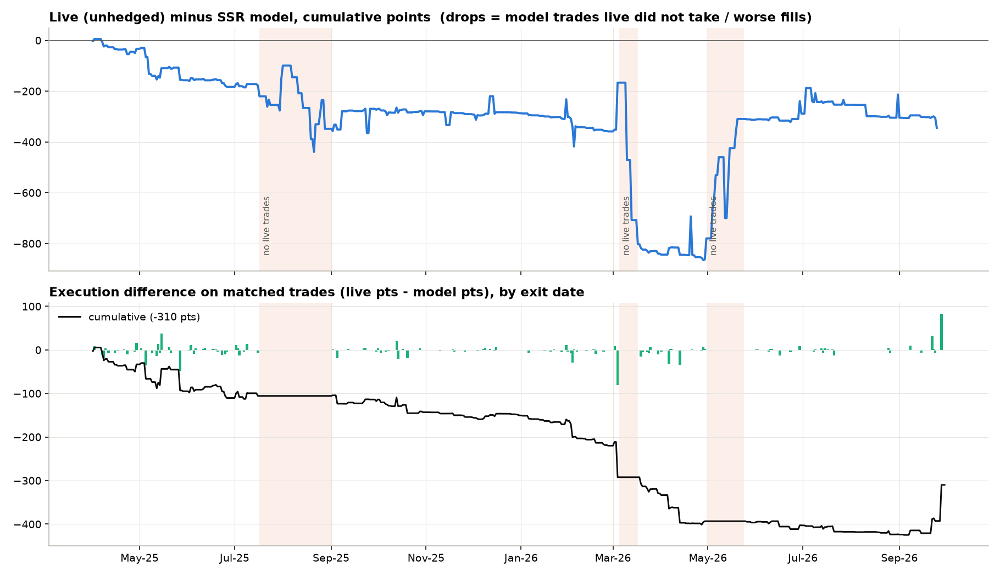 Live (unhedged) minus SSR model, cumulative points  (drops = model trades live did not take / worse fills)
0
−200
−400
−600
−800
no live trades
no live trades
no live trades
Execution difference on matched trades (live pts - model pts), by exit date
100
0
−100
−200
−300
−400
cumulative (-310 pts)
May-25
Jul-25
Sep-25
Nov-25
Jan-26
Mar-26
May-26
Jul-26
Sep-26